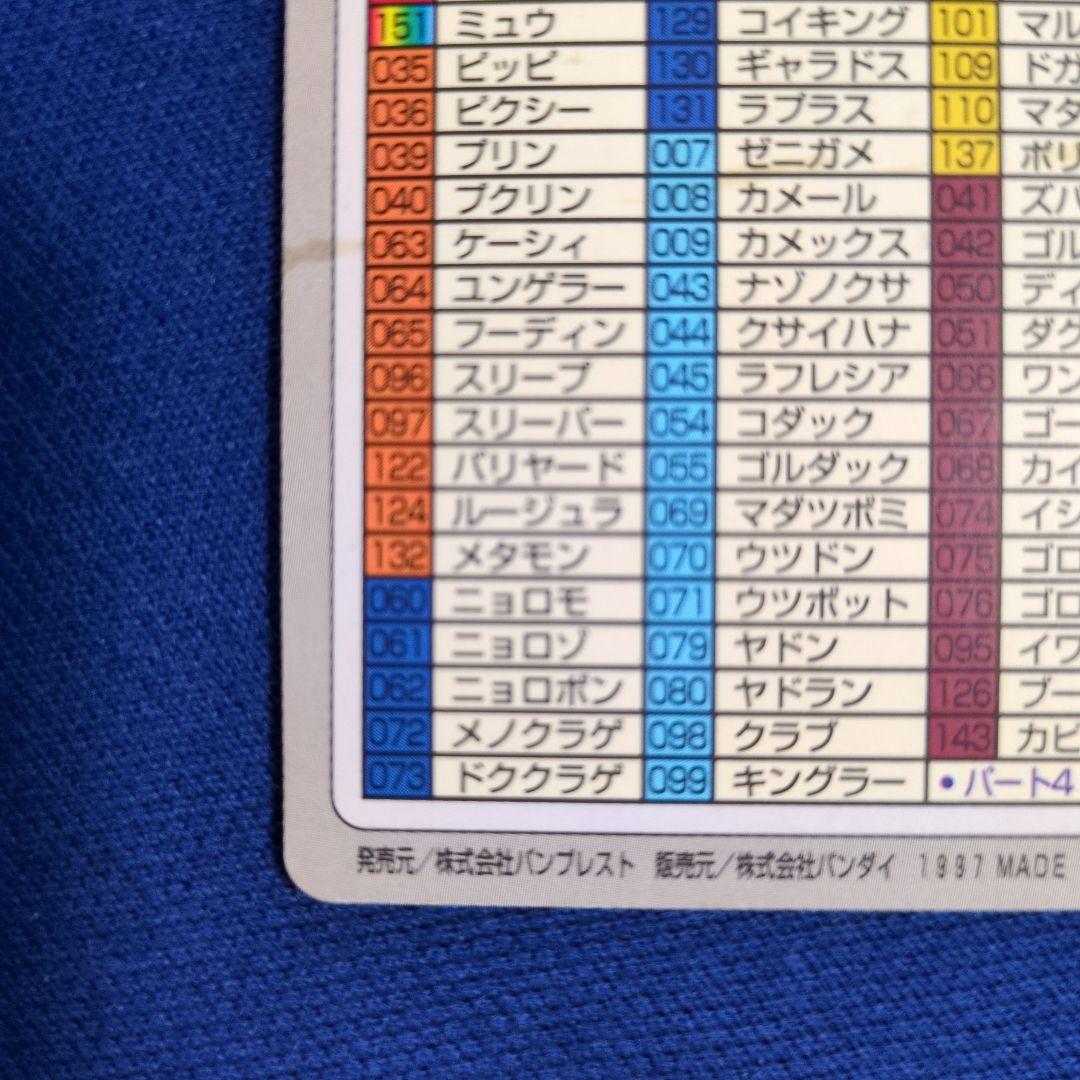 151 ミュウ 129 コイキング 101 マル
035 ピッピ 130 ギャラドス 109 ドガ
036 ピクシー 131 ラプラス 110 マタ
039 プリン 007 ゼニガメ 137 ポリ
040 プクリン 008 カメール 041 ズバ
063 ケーシィ 009 カメックス 042 ゴル
064 ユンゲラー 043 ナゾノクサ 050 ディ
065 フーディン 044 クサイハナ 051 ダグ
096 スリープ 045 ラフレシア 066 ワン
097 スリーパー 054 コダック 067 ゴー
122 バリヤード 055 ゴルダック 068 カイ
124 ルージュラ 069 マダツボミ 074 イシ
132 メタモン 070 ウツドン 075 ゴロ
060 ニョロモ 071 ウツボット 076 ゴロ
061 ニョロゾ 079 ヤドン 095 イワ
062 ニョロボン 080 ヤドラン 126 ブー
072 メノクラゲ 098 クラブ 143 カビ
073 ドククラゲ 099 キングラー ●パート4
発売元／株式会社バンプレスト 販売元／株式会社バンダイ 1997 MADE